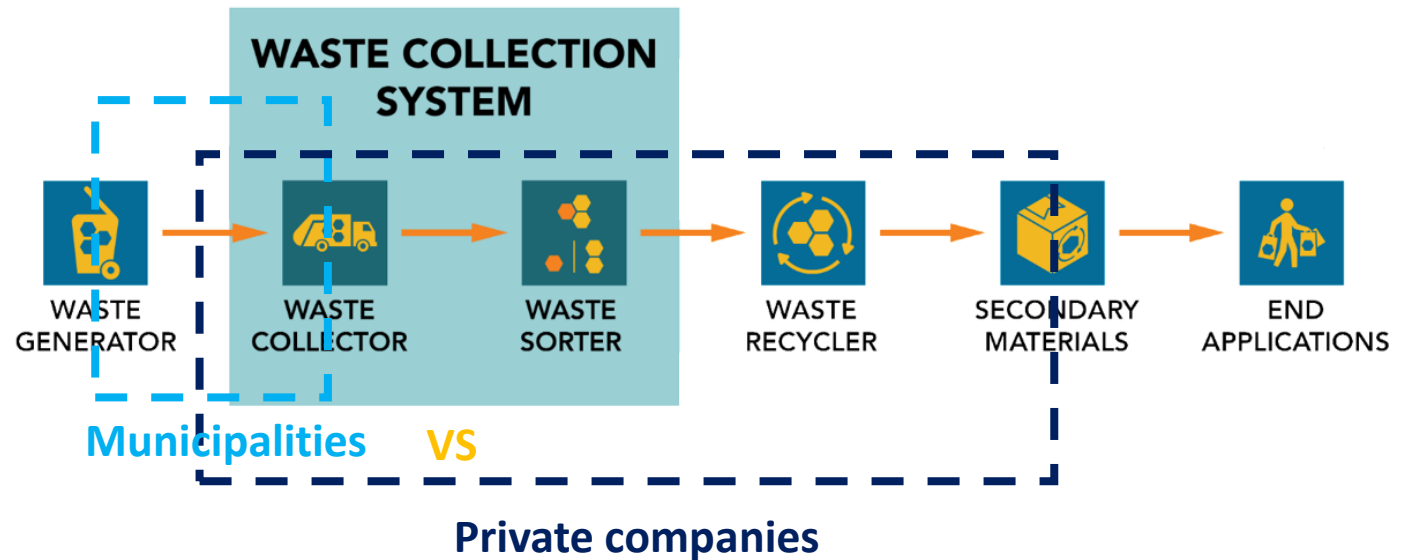 WASTE COLLECTION
SYSTEM
WASTE
GENERATOR
WASTE
COLLECTOR
WASTE
SORTER
WASTE
RECYCLER
SECONDARY
MATERIALS
END
APPLICATIONS
Municipalities
VS
Private companies